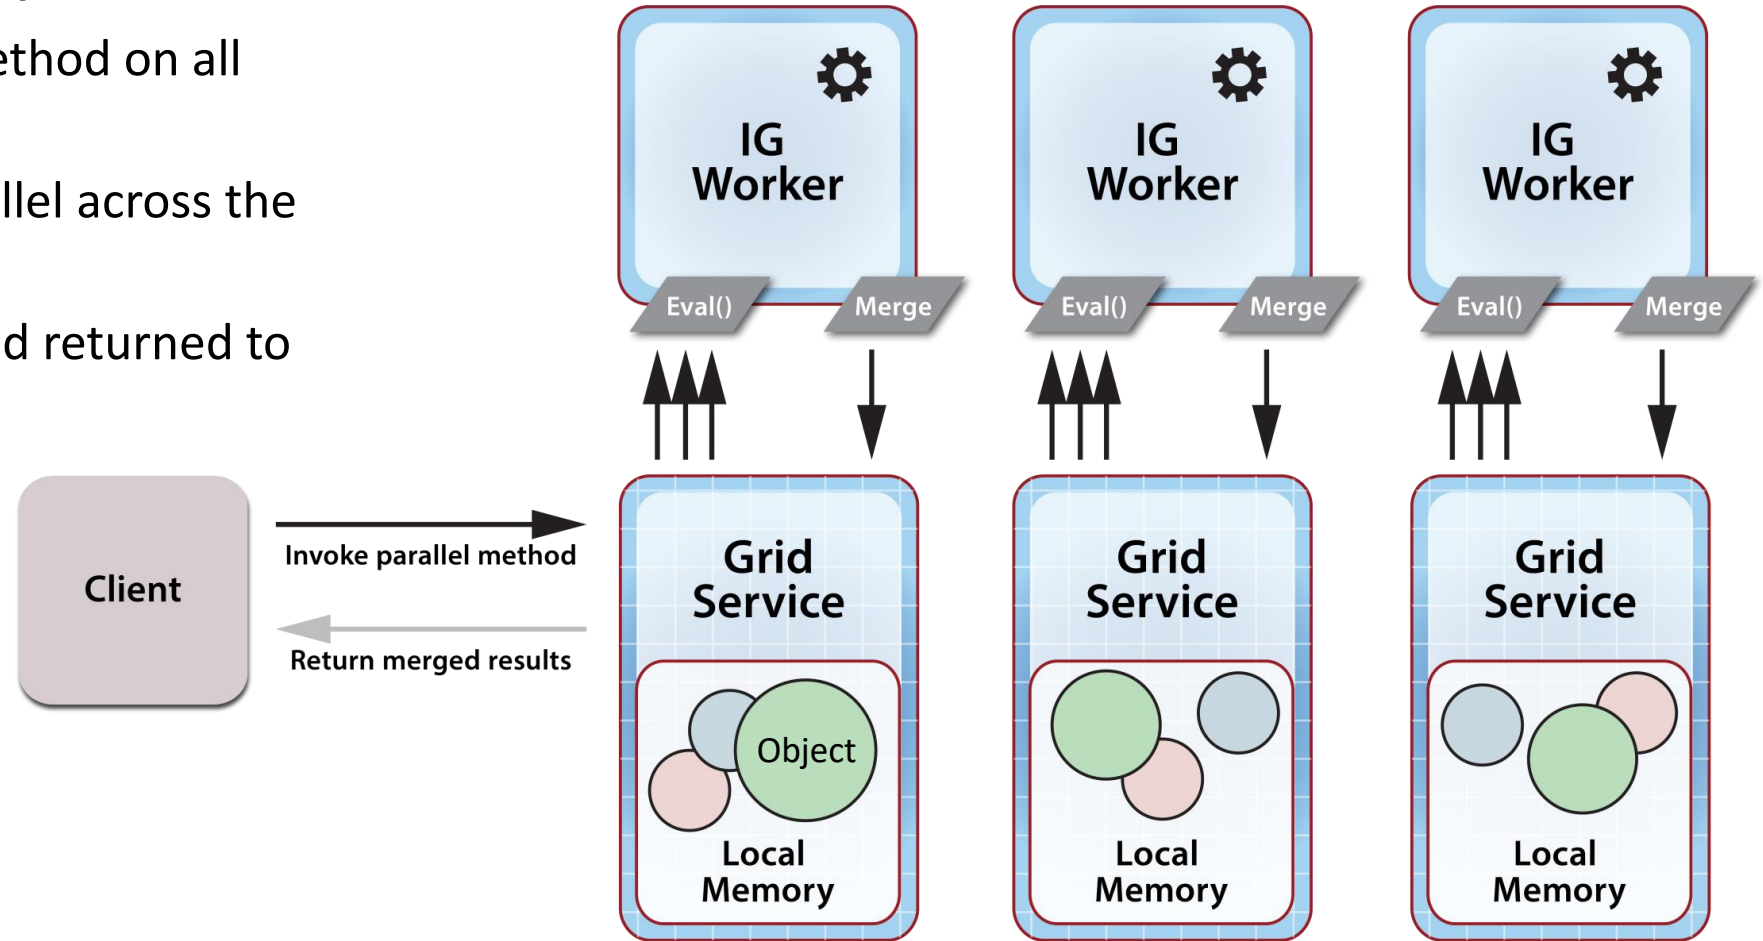 ethod on all
llel across the
d returned to
IG
Worker
Eval()
Merge
IG
Worker
Eval()
Merge
IG
Worker
Eval()
Merge
Client
Invoke parallel method
Return merged results
Grid
Service
Object
Local
Memory
Grid
Service
Local
Memory
Grid
Service
Local
Memory